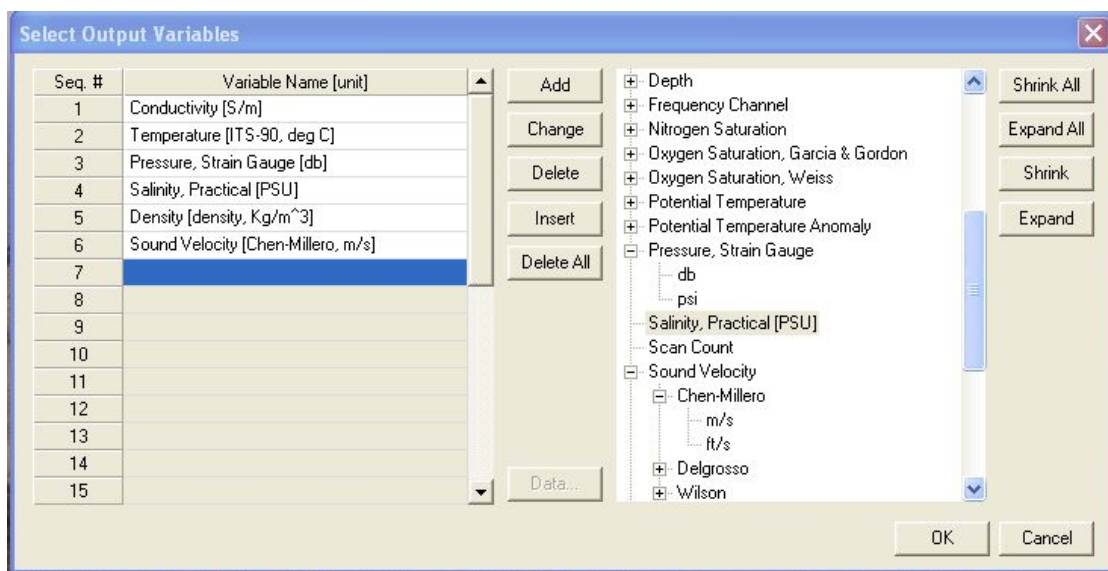 Select Output Variables
Seq. # Variable Name [unit]
1 Conductivity [S/m]
2 Temperature [ITS-90, deg C]
3 Pressure, Strain Gauge [db]
4 Salinity, Practical [PSU]
5 Density [density, Kg/m^3]
6 Sound Velocity [Chen-Millero, m/s]
7
8
9
10
11
12
13
14
15
Add
Change
Delete
Insert
Delete All
Data...
Depth
Frequency Channel
Nitrogen Saturation
Oxygen Saturation, Garcia & Gordon
Oxygen Saturation, Weiss
Potential Temperature
Potential Temperature Anomaly
Pressure, Strain Gauge
db
psi
Salinity, Practical [PSU]
Scan Count
Sound Velocity
Chen-Millero
m/s
ft/s
Delgrosso
Wilson
Shrink All
Expand All
Shrink
Expand
OK
Cancel